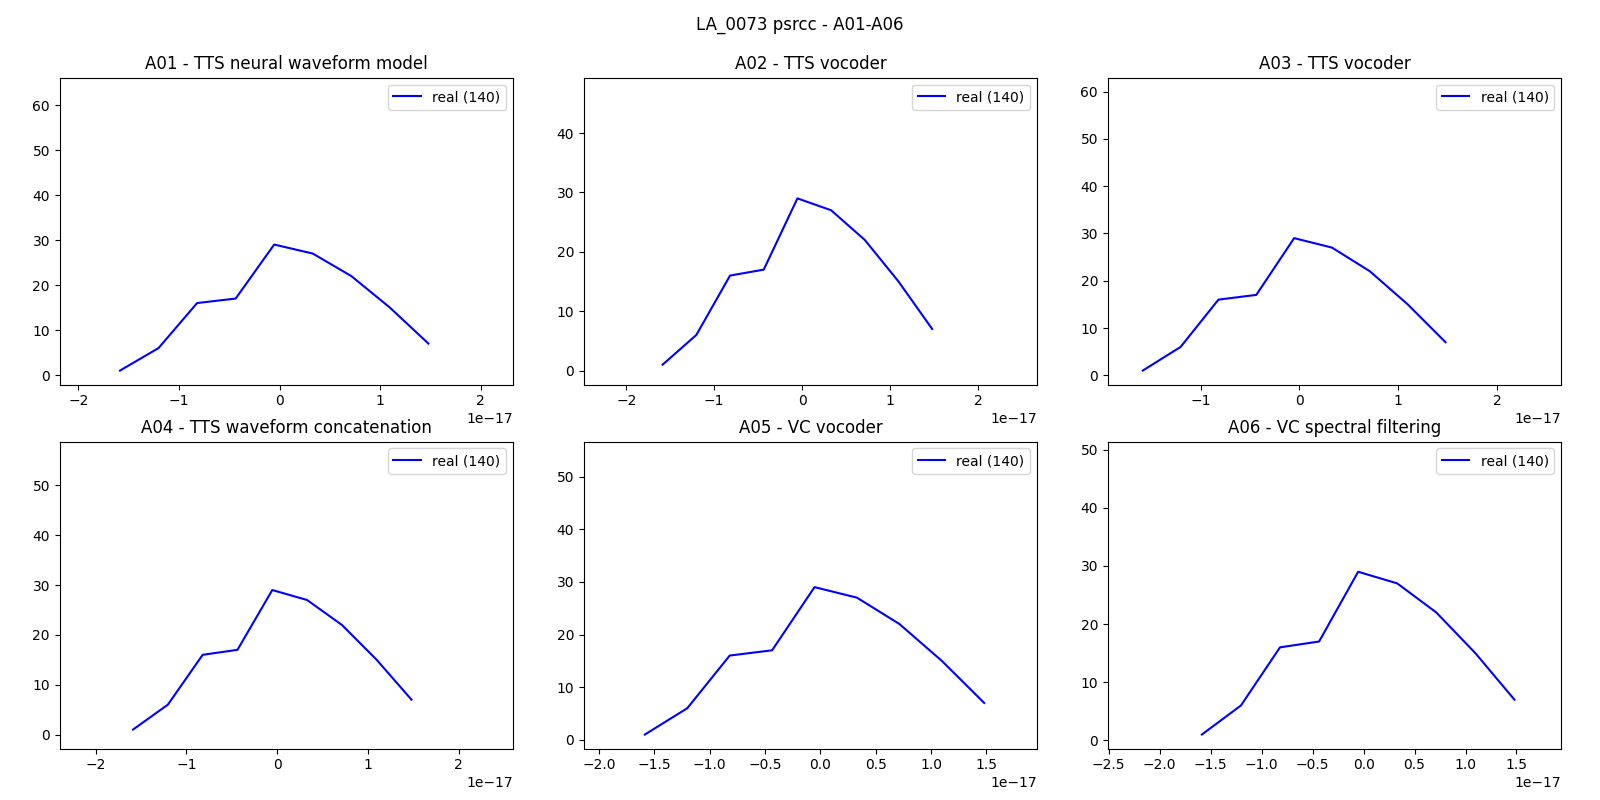 LA_0073 psrcc - A01-A06
A01 - TTS neural waveform model
real (140)
60
50
40
30
20
10
0
−2 −1 0 1 2
1e−17
A02 - TTS vocoder
real (140)
40
30
20
10
0
−2 −1 0 1 2
1e−17
A03 - TTS vocoder
real (140)
60
50
40
30
20
10
0
−1 0 1 2
1e−17
A04 - TTS waveform concatenation
real (140)
50
40
30
20
10
0
−2 −1 0 1 2
1e−17
A05 - VC vocoder
real (140)
50
40
30
20
10
0
−2.0 −1.5 −1.0 −0.5 0.0 0.5 1.0 1.5
1e−17
A06 - VC spectral filtering
real (140)
50
40
30
20
10
0
−2.5 −2.0 −1.5 −1.0 −0.5 0.0 0.5 1.0 1.5
1e−17